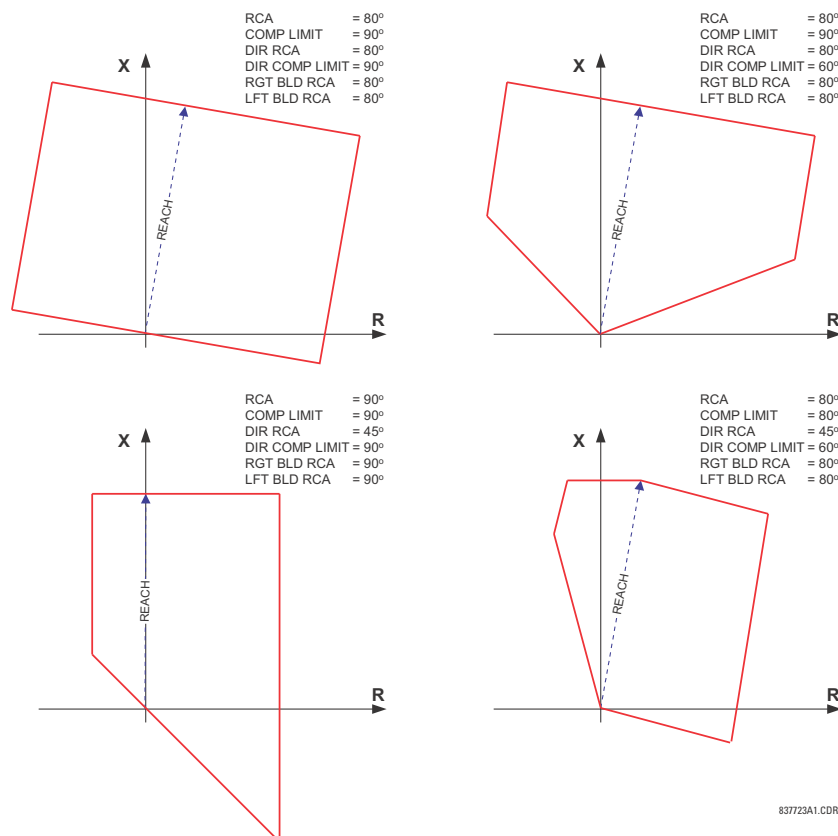 RCA = 80º
COMP LIMIT = 90º
DIR RCA = 80º
DIR COMP LIMIT = 90º
RGT BLD RCA = 80º
LFT BLD RCA = 80º
X
REACH
R
RCA = 80º
COMP LIMIT = 90º
DIR RCA = 80º
DIR COMP LIMIT = 60º
RGT BLD RCA = 80º
LFT BLD RCA = 80º
X
REACH
R
RCA = 90º
COMP LIMIT = 90º
DIR RCA = 45º
DIR COMP LIMIT = 90º
RGT BLD RCA = 90º
LFT BLD RCA = 90º
X
REACH
R
RCA = 80º
COMP LIMIT = 80º
DIR RCA = 45º
DIR COMP LIMIT = 60º
RGT BLD RCA = 80º
LFT BLD RCA = 80º
X
REACH
R
837723A1.CDR